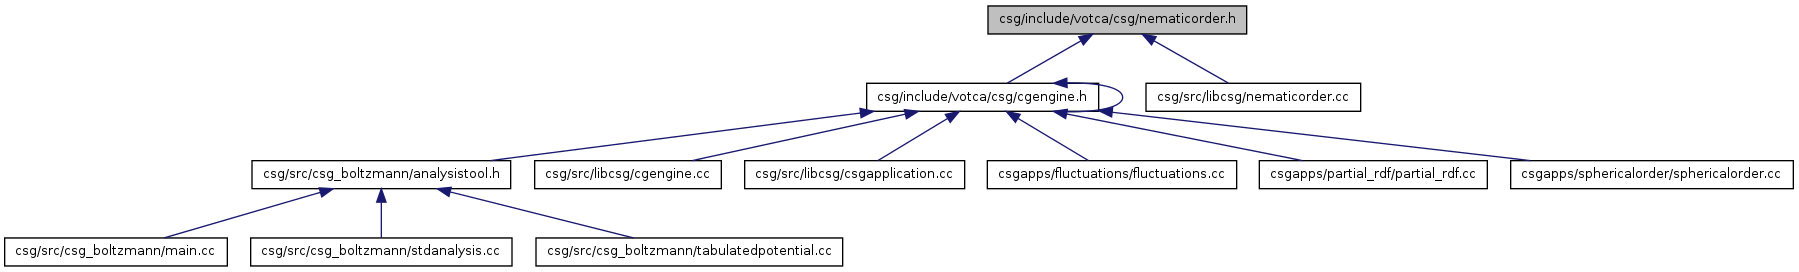 csg/include/votca/csg/nematicorder.h
csg/include/votca/csg/cgengine.h
csg/src/libcsg/nematicorder.cc
csg/src/csg_boltzmann/analysistool.h
csg/src/libcsg/cgengine.cc
csg/src/libcsg/csgapplication.cc
csgapps/fluctuations/fluctuations.cc
csgapps/partial_rdf/partial_rdf.cc
csgapps/sphericalorder/sphericalorder.cc
csg/src/csg_boltzmann/main.cc
csg/src/csg_boltzmann/stdanalysis.cc
csg/src/csg_boltzmann/tabulatedpotential.cc